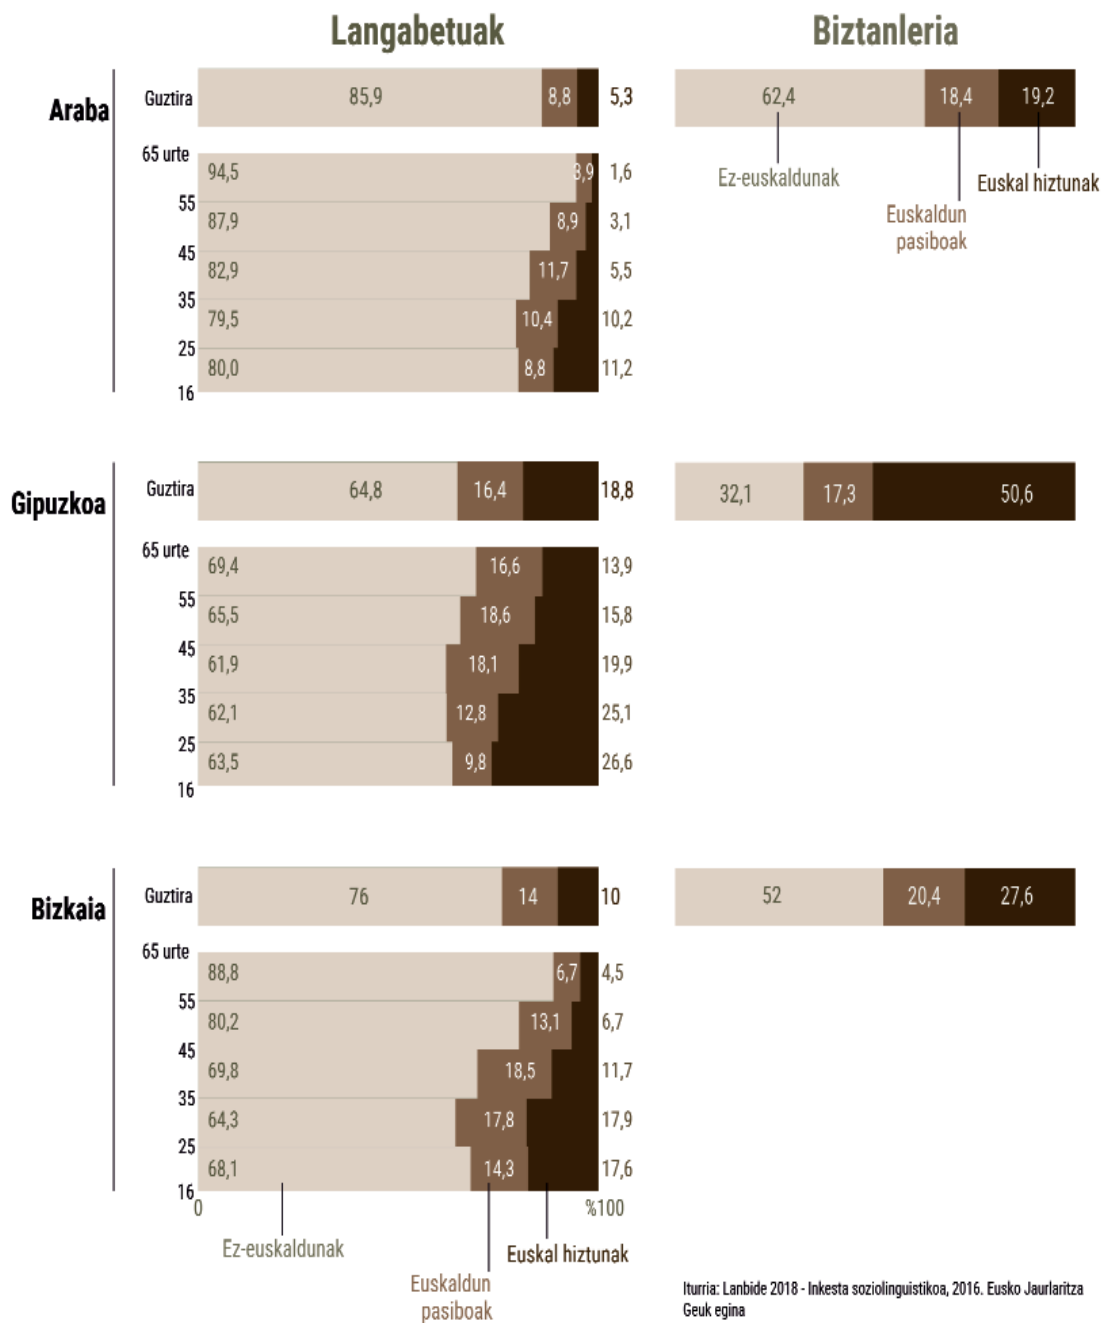 Langabetuak Biztanleria
Araba
Guztira 85,9 8,8 5,3 62,4 18,4 19,2
65 urte
94,5 3,9 1,6
Ez-euskaldunak
Euskal hiztunak
55
87,9 8,9 3,1
Euskaldun
pasiboak
45
82,9 11,7 5,5
35
79,5 10,4 10,2
25
80,0 8,8 11,2
16
Gipuzkoa
Guztira 64,8 16,4 18,8 32,1 17,3 50,6
65 urte
69,4 16,6 13,9
55
65,5 18,6 15,8
45
61,9 18,1 19,9
35
62,1 12,8 25,1
25
63,5 9,8 26,6
16
Bizkaia
Guztira 76 14 10 52 20,4 27,6
65 urte
88,8 6,7 4,5
55
80,2 13,1 6,7
45
69,8 18,5 11,7
35
64,3 17,8 17,9
25
68,1 14,3 17,6
16
0 %100
Ez-euskaldunak
Euskal hiztunak
Euskaldun
pasiboak
Iturria: Lanbide 2018 - Inkesta soziolinguistikoa, 2016. Eusko Jaurlaritza
Geuk egina